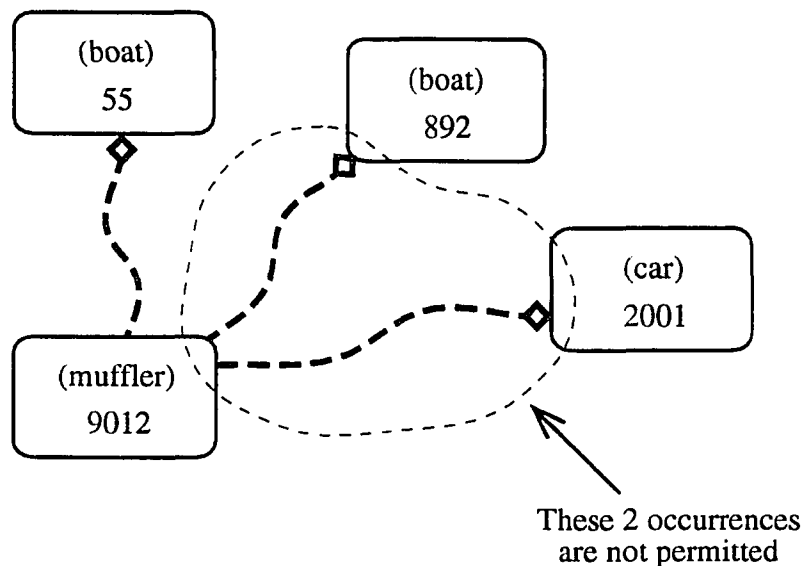 (boat)
55
(boat)
892
(car)
2001
(muffler)
9012
These 2 occurrences
are not permitted